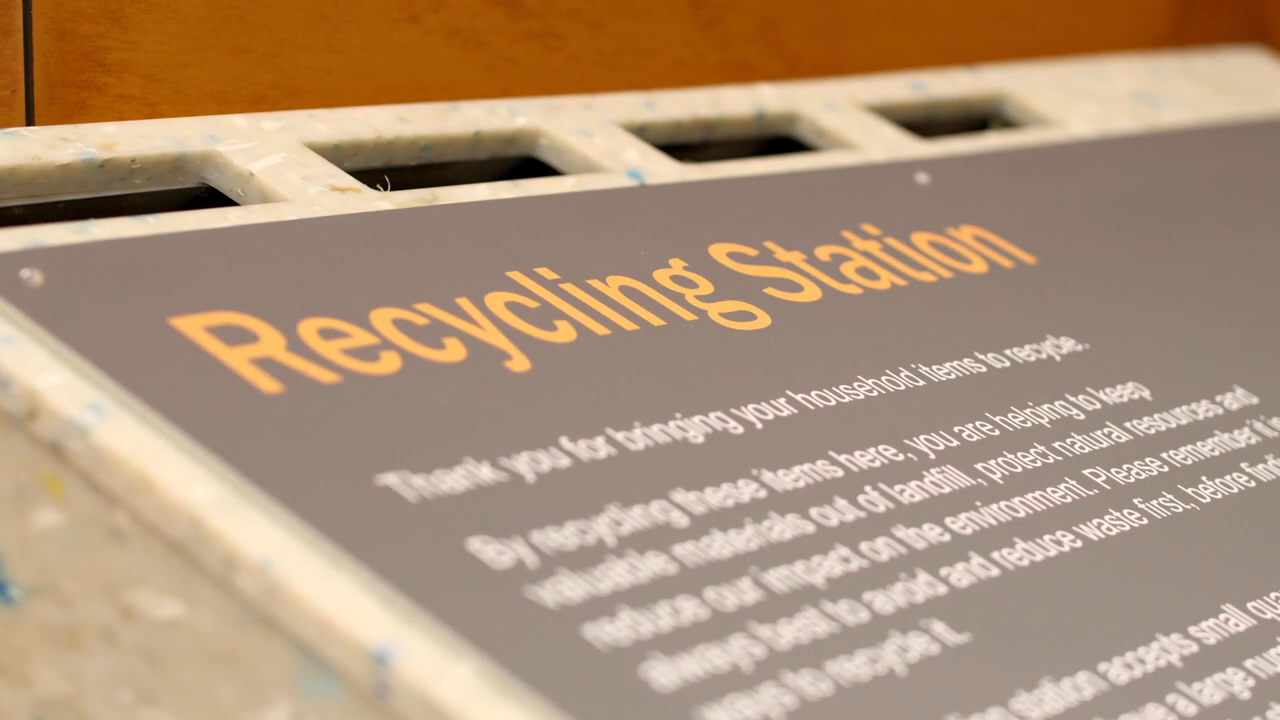 Recycling Station
Thank you for bringing your household items to recycle.
By recycling these items here, you are helping to keep
valuable materials out of landfill, protect natural resources and
reduce our impact on the environment. Please remember it is
always best to avoid and reduce waste first, before
ways to recycle it.
station accepts small
a large